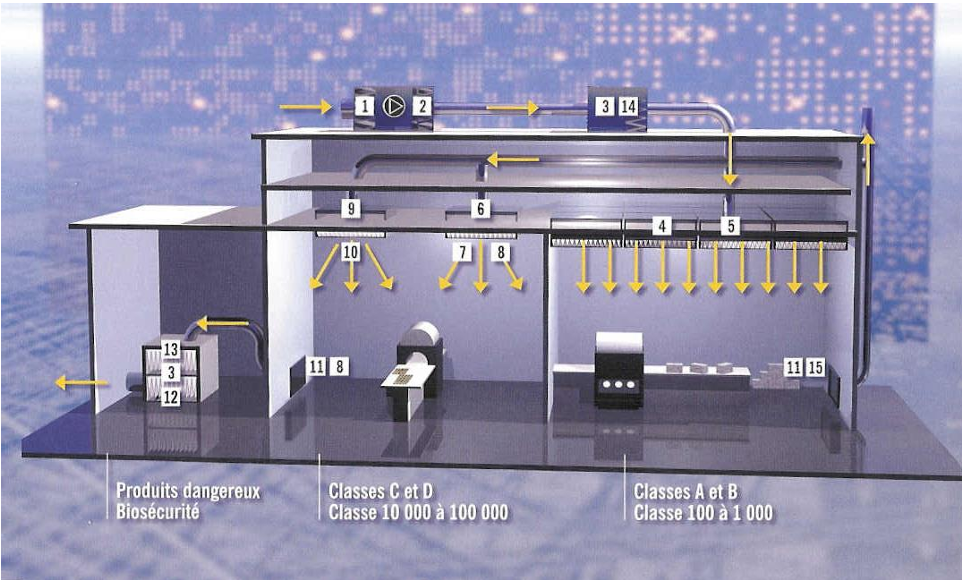 1
2
3 14
9
6
4
5
10
7
8
11 8
11 15
13
3
12
Produits dangereux
Biosécurité
Classes C et D
Classe 10 000 à 100 000
Classes A et B
Classe 100 à 1 000